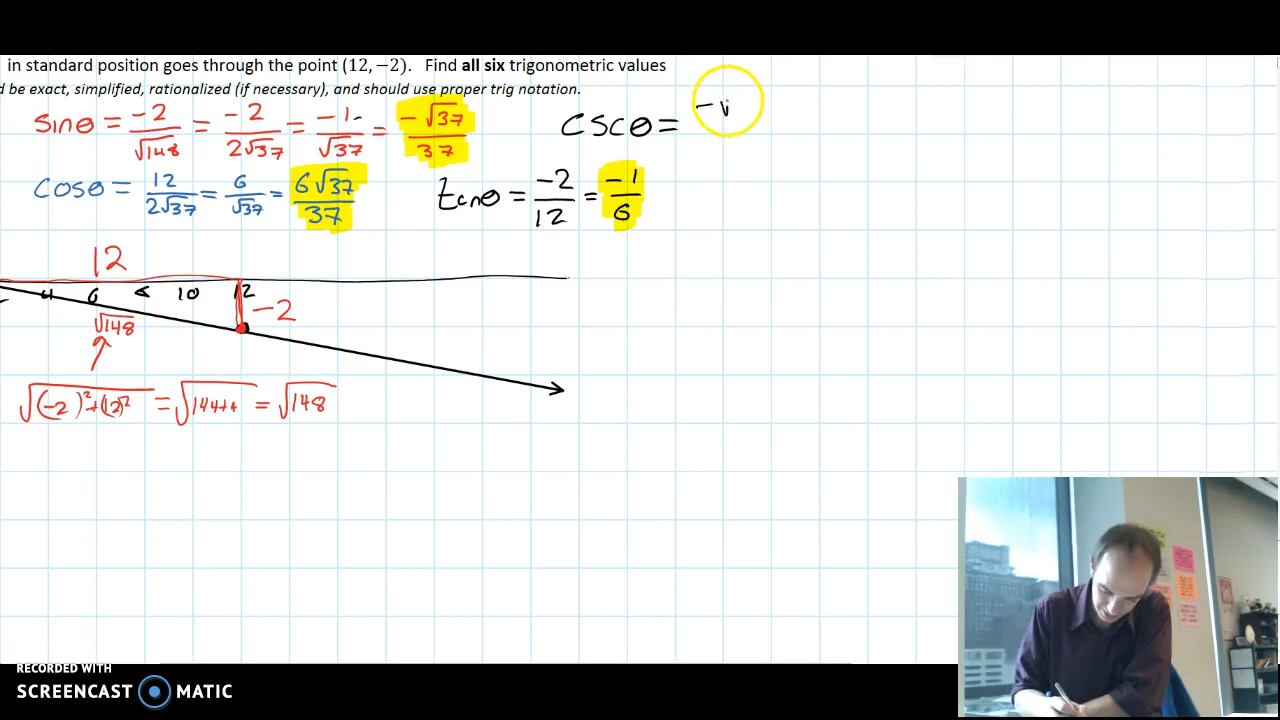 in standard position goes through the point (12, −2). Find all six trigonometric values
d be exact, simplified, rationalized (if necessary), and should use proper trig notation.
sinθ = -2/√148 = -2/2√37 = -1/√37 = -√37/37
cscθ = -
cosθ = 12/2√37 = 6/√37 = 6√37/37
tanθ = -2/12 = -1/6
12
4 6 8 10 12
-2
√148
√(-2)²+(12)² = √144+4 = √148
RECORDED WITH
SCREENCAST MATIC